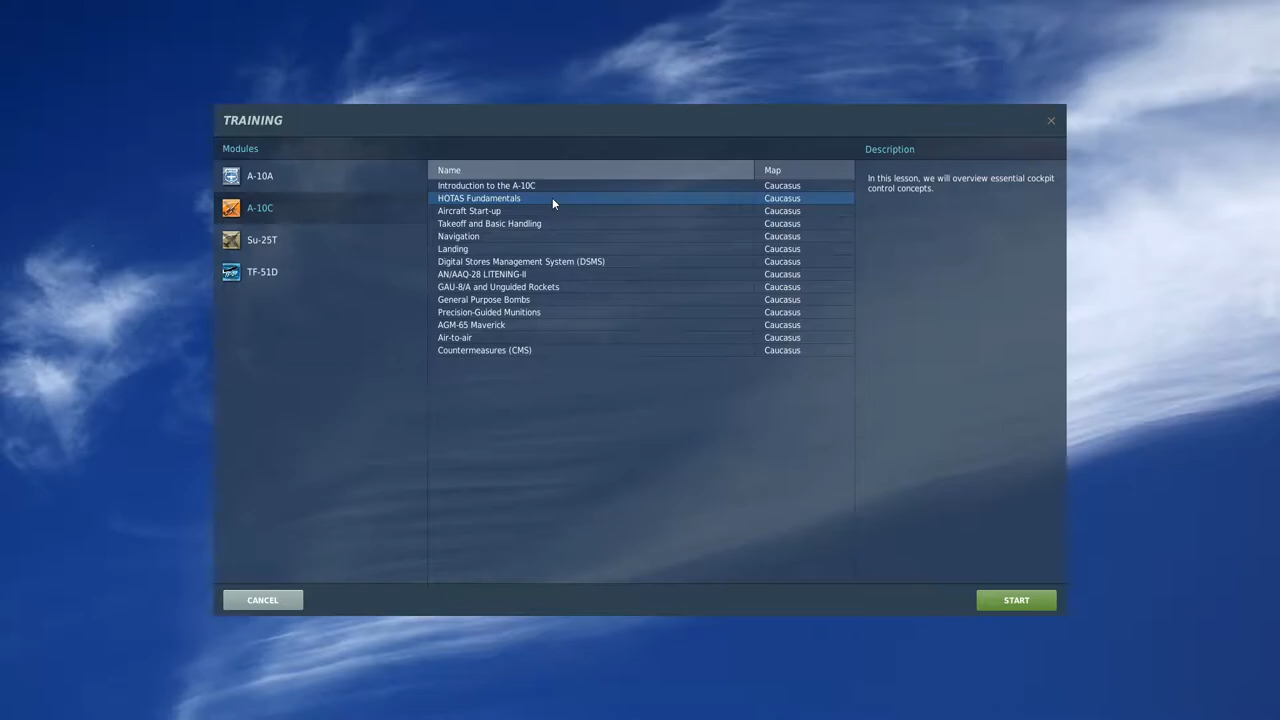 TRAINING
Modules
Description
A-10A
A-10C
Su-25T
TF-51D
Name Map
Introduction to the A-10C Caucasus
HOTAS Fundamentals Caucasus
Aircraft Start-up Caucasus
Takeoff and Basic Handling Caucasus
Navigation Caucasus
Landing Caucasus
Digital Stores Management System (DSMS) Caucasus
AN/AAQ-28 LITENING-II Caucasus
GAU-8/A and Unguided Rockets Caucasus
General Purpose Bombs Caucasus
Precision-Guided Munitions Caucasus
AGM-65 Maverick Caucasus
Air-to-air Caucasus
Countermeasures (CMS) Caucasus
In this lesson, we will overview essential cockpit
control concepts.
CANCEL
START